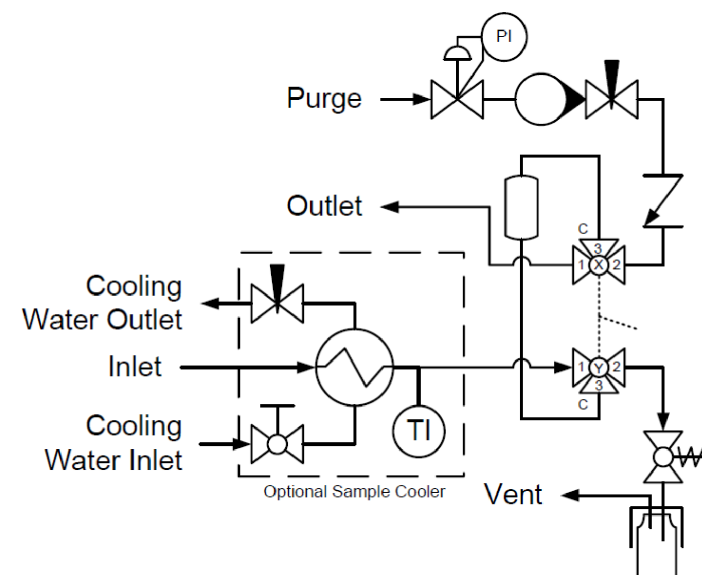 PI
Purge
C
3
Outlet
1 X 2
Cooling
Water Outlet
Inlet
1 Y 2
3
C
Cooling
Water Inlet
TI
Optional Sample Cooler
Vent